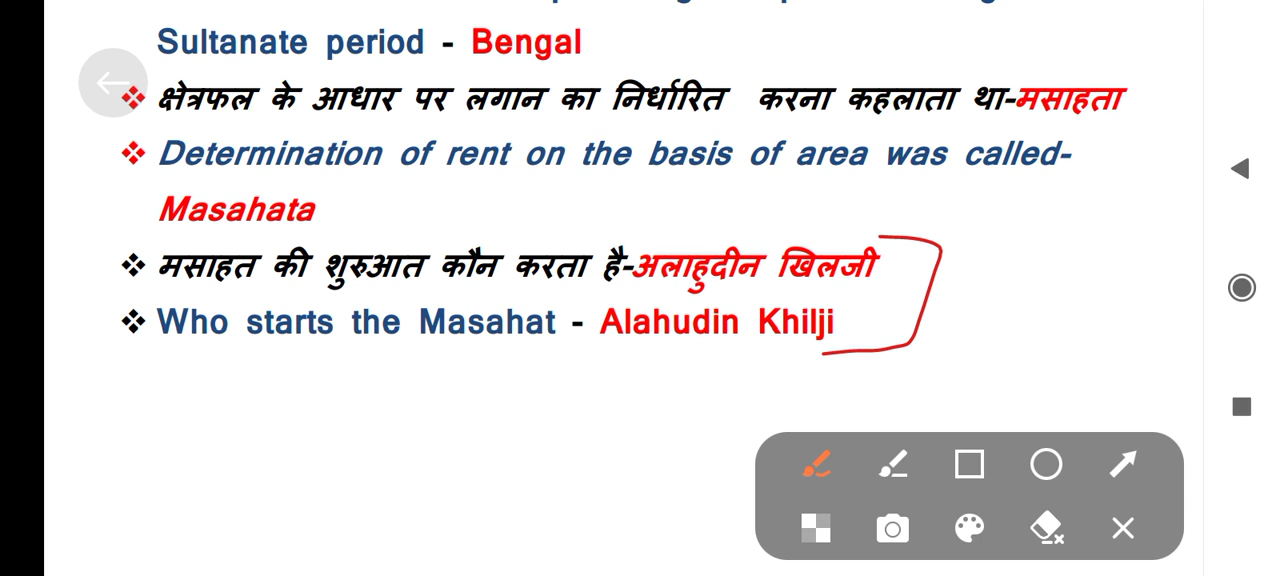 Sultanate period - Bengal
❖ क्षेत्रफल के आधार पर लगान का निर्धारित करना कहलाता था-मसाहता
❖ Determination of rent on the basis of area was called-
Masahata
❖ मसाहत की शुरुआत कौन करता है-अलाहुदीन खिलजी
❖ Who starts the Masahat - Alahudin Khilji